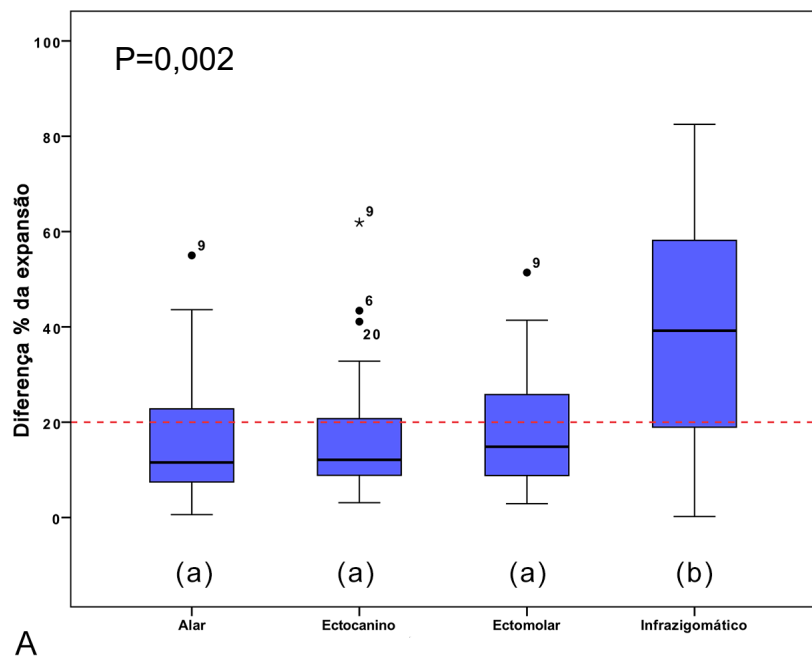 P=0,002
Diferença % da expansão
100
80
60
40
20
0
9
9
6
20
9
(a) (a) (a) (b)
Alar Ectocanino Ectomolar Infrazigomático
A